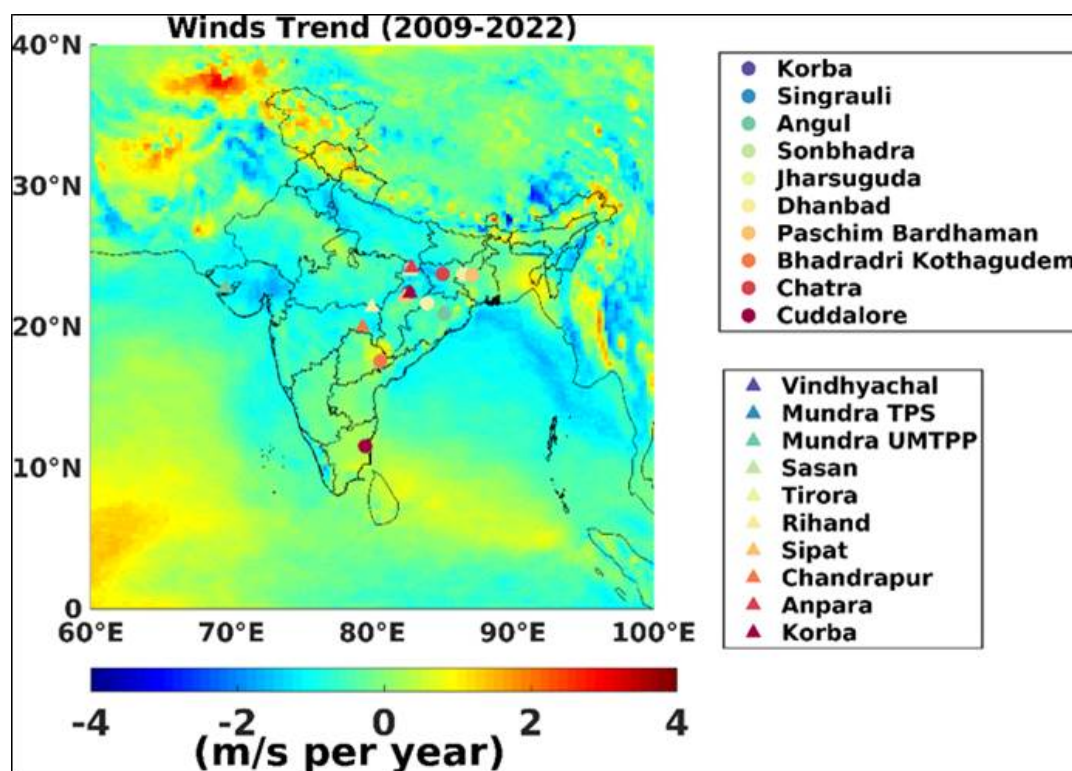 Winds Trend (2009-2022)
40°N
30°N
20°N
10°N
0
60°E
70°E
80°E
90°E
100°E
-4
-2
0
2
4
(m/s per year)
Korba
Singrauli
Angul
Sonbhadra
Jharsuguda
Dhanbad
Paschim Bardhaman
Bhadradri Kothagudem
Chatra
Cuddalore
Vindhyachal
Mundra TPS
Mundra UMTPP
Sasan
Tirora
Rihand
Sipat
Chandrapur
Anpara
Korba